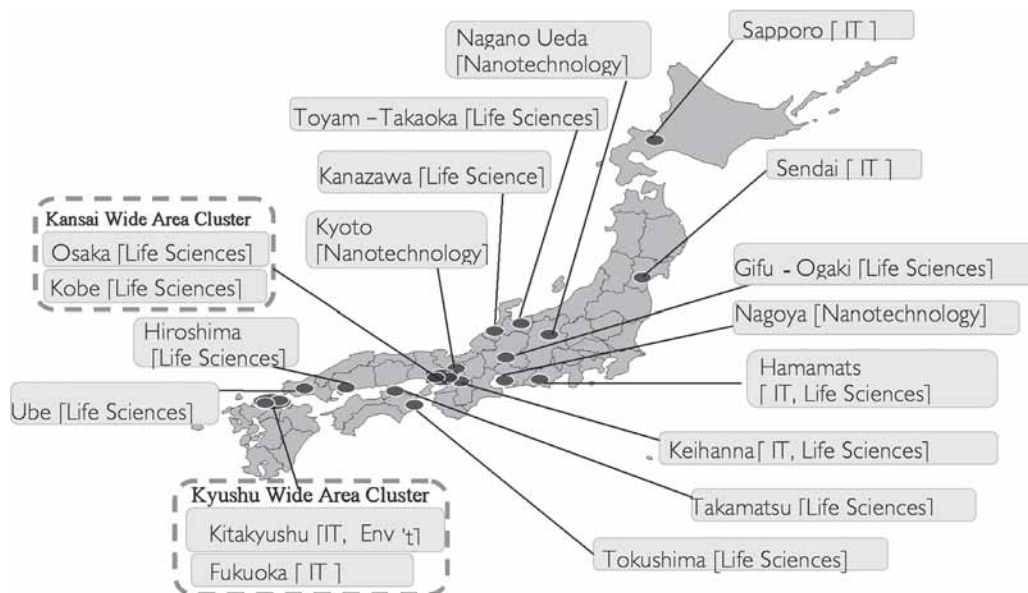 Sapporo [ IT ]
Nagano Ueda
[Nanotechnology]
Toyam – Takaoka [Life Sciences]
Kanazawa [Life Science]
Sendai [ IT ]
Kansai Wide Area Cluster
Osaka [Life Sciences]
Kobe [Life Sciences]
Kyoto
[Nanotechnology]
Gifu - Ogaki [Life Sciences]
Nagoya [Nanotechnology]
Hiroshima
[Life Sciences]
Hamamats
[ IT, Life Sciences]
Ube [Life Sciences]
Keihanna[ IT, Life Sciences]
Kyushu Wide Area Cluster
Kitakyushu [IT, Env 't]
Fukuoka [ IT ]
Takamatsu [Life Sciences]
Tokushima [Life Sciences]